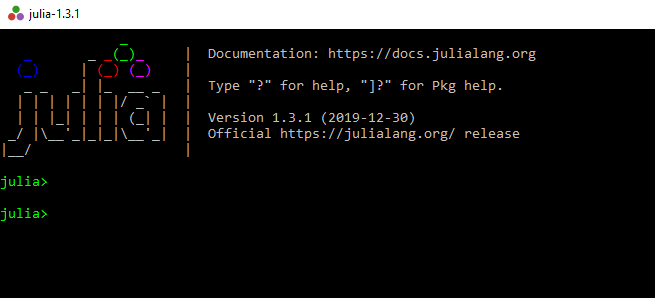 julia-1.3.1
Documentation: https://docs.julialang.org
Type "?" for help, "]?" for Pkg help.
Version 1.3.1 (2019-12-30)
Official https://julialang.org/ release
julia>
julia>